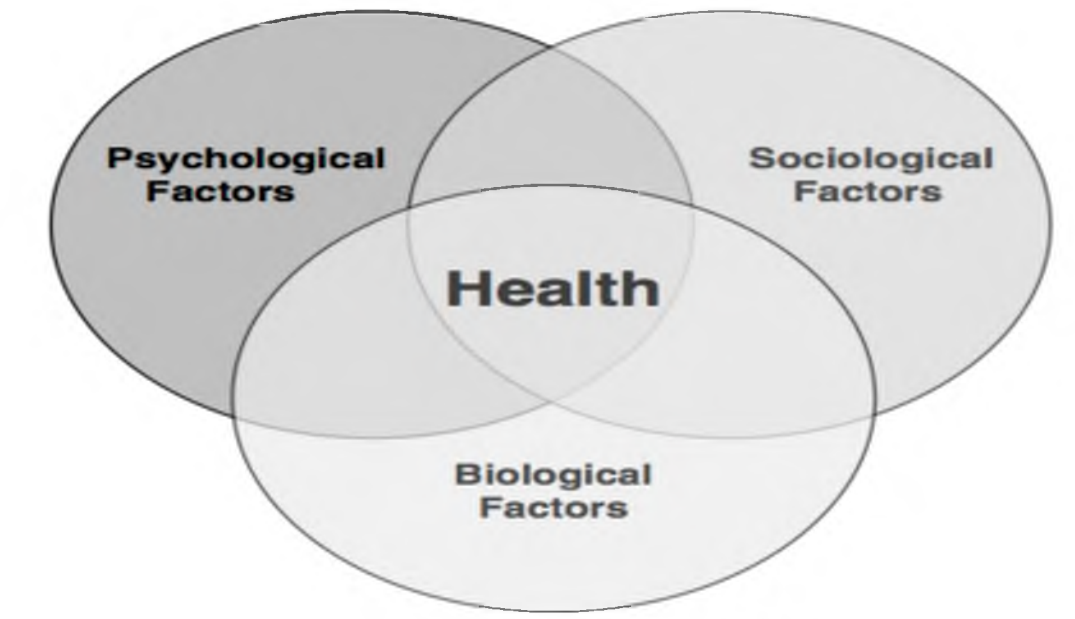 Psychological
Factors
Sociological
Factors
Health
Biological
Factors